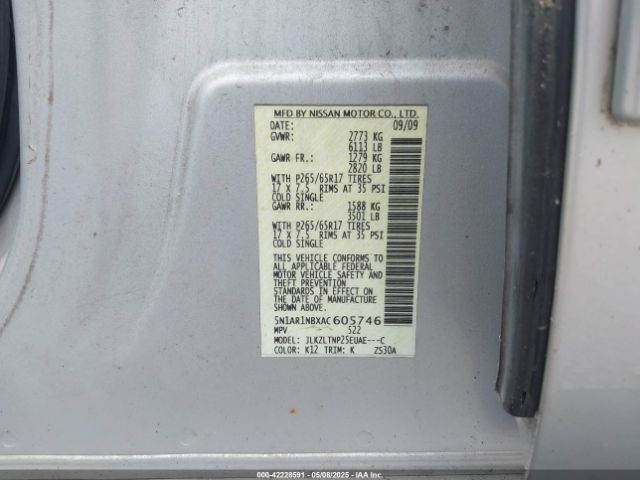 MFD BY NISSAN MOTOR CO., LTD.
DATE: 09/09
GVWR: 2773 KG
6113 LB
GAWR FR.: 1279 KG
2820 LB
WITH P265/65R17 TIRES
17 X 7.5 RIMS AT 35 PSI
COLD SINGLE
GAWR RR.: 1588 KG
3501 LB
WITH P265/65R17 TIRES
17 X 7.5 RIMS AT 35 PSI
COLD SINGLE
THIS VEHICLE CONFORMS TO
ALL APPLICABLE FEDERAL
MOTOR VEHICLE SAFETY AND
THEFT PREVENTION
STANDARDS IN EFFECT ON
THE DATE OF MANUFACTURE
SHOWN ABOVE.
5N1AR1NBXAC605746
MPV 522
MODEL: JLKZLTNP25EUAE---C
COLOR: K12 TRIM: K ZS30A
000-42228591 - 05/08/2025 - IAAI.com